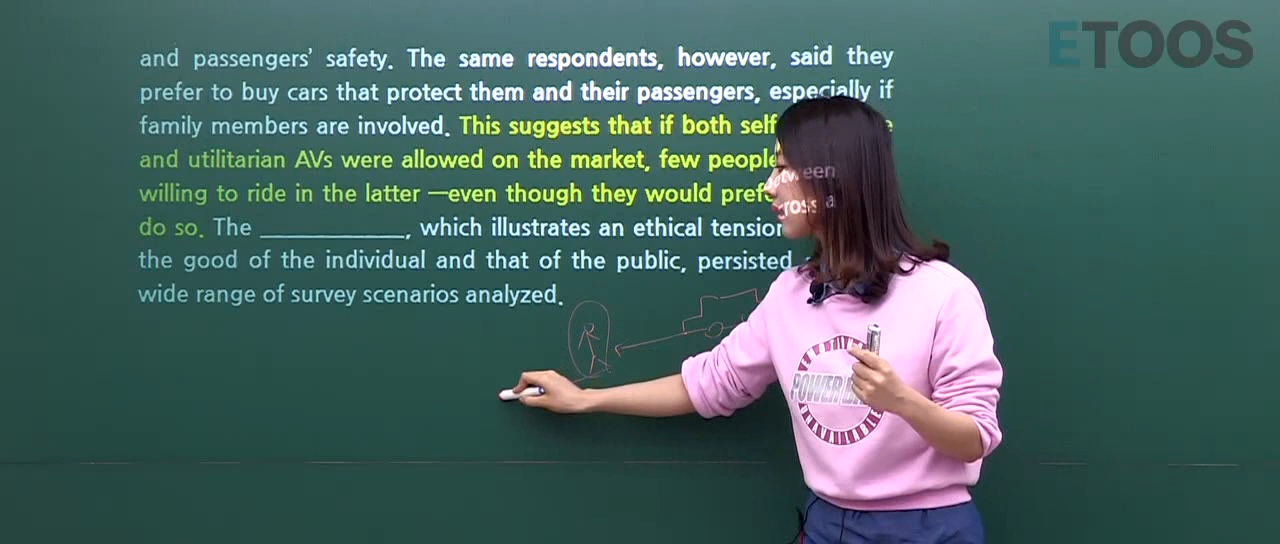 ETOOS
and passengers' safety. The same respondents, however, said they
prefer to buy cars that protect them and their passengers, especially if
family members are involved. This suggests that if both self
and utilitarian AVs were allowed on the market, few people
willing to ride in the latter —even though they would pref
do so. The ____________, which illustrates an ethical tension
the good of the individual and that of the public, persisted
wide range of survey scenarios analyzed.
POWER
UNAVAILABLE